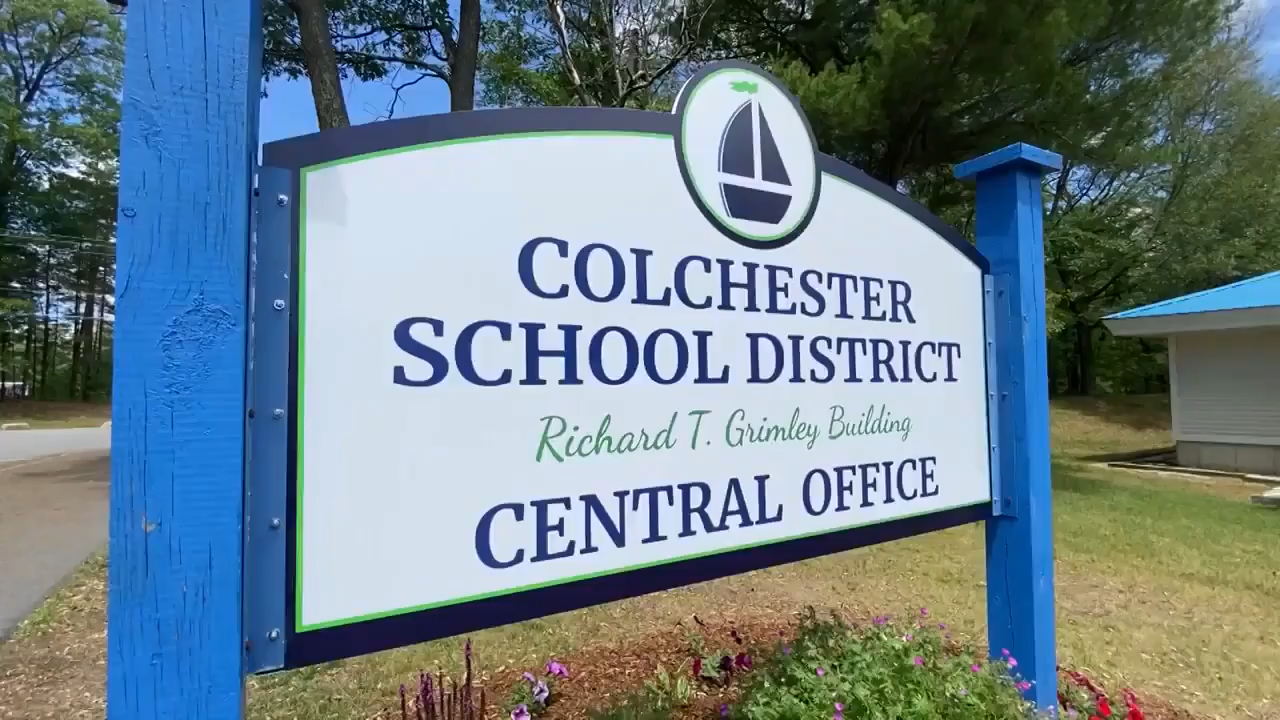 COLCHESTER
SCHOOL DISTRICT
Richard T. Grimley Building
CENTRAL OFFICE